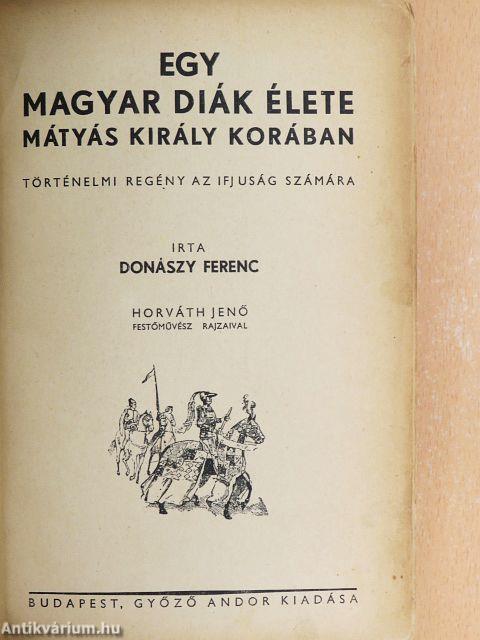 EGY
MAGYAR DIÁK ÉLETE
MÁTYÁS KIRÁLY KORÁBAN
TÖRTÉNELMI REGÉNY AZ IFJUSÁG SZÁMÁRA
IRTA
DONÁSZY FERENC
HORVÁTH JENŐ
FESTŐMŰVÉSZ RAJZAIVAL
BUDAPEST, GYŐZŐ ANDOR KIADÁSA
Antikvárium.hu